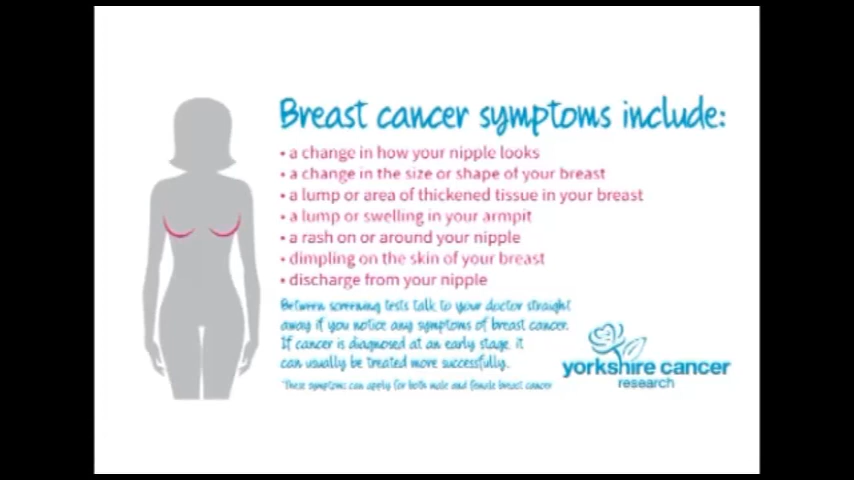 Breast cancer symptoms include:
• a change in how your nipple looks
• a change in the size or shape of your breast
• a lump or area of thickened tissue in your breast
• a lump or swelling in your armpit
• a rash on or around your nipple
• dimpling on the skin of your breast
• discharge from your nipple
Between screening tests talk to your doctor straight
away if you notice any symptoms of breast cancer.
If cancer is diagnosed at an early stage, it
can usually be treated more successfully.
*These symptoms can apply for both male and female breast cancer
yorkshire cancer
research